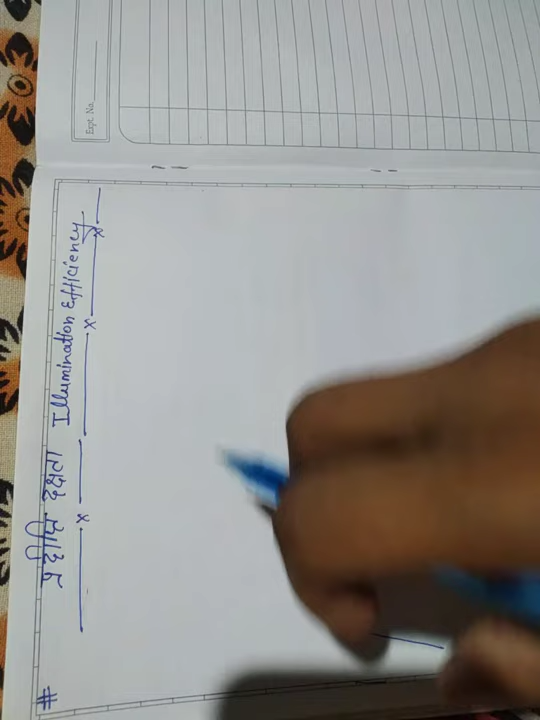 # प्रदीप्ति दक्षता Illumination Efficiency
Expt. No.